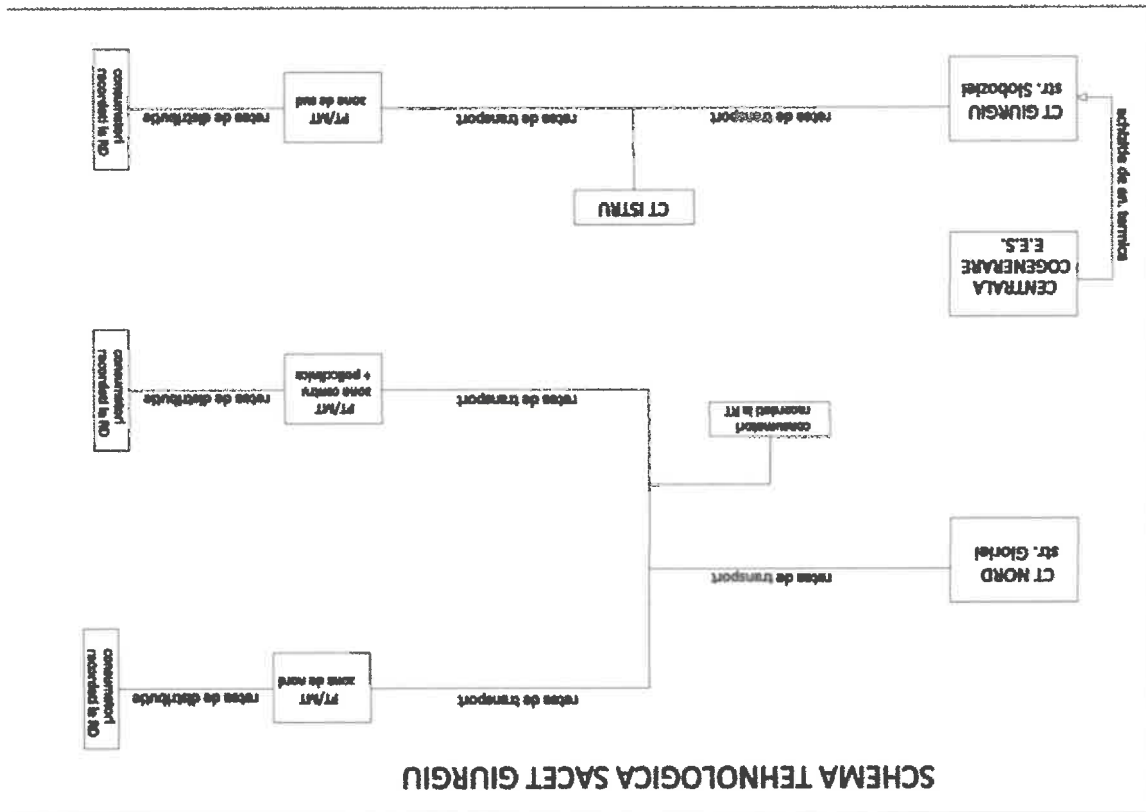 SCHEMA TEHNOLOGICA SACET GIURGIU
retea de transport
PT/MT
zona de nord
retea de distributie
consumatori
racordati la RD
CT NORD
str. Gloriei
retea de transport
consumatori
racordati la RT
retea de transport
PT/MT
zona centru
+ policlinica
retea de distributie
consumatori
racordati la RD
CENTRALA
COGENERARE
E.E.S.
achizitie de en. termica
CT ISTRU
CT GIURGIU
str. Sloboziei
retea de transport
retea de transport
PT/MT
zona de sud
retea de distributie
consumatori
racordati la RD